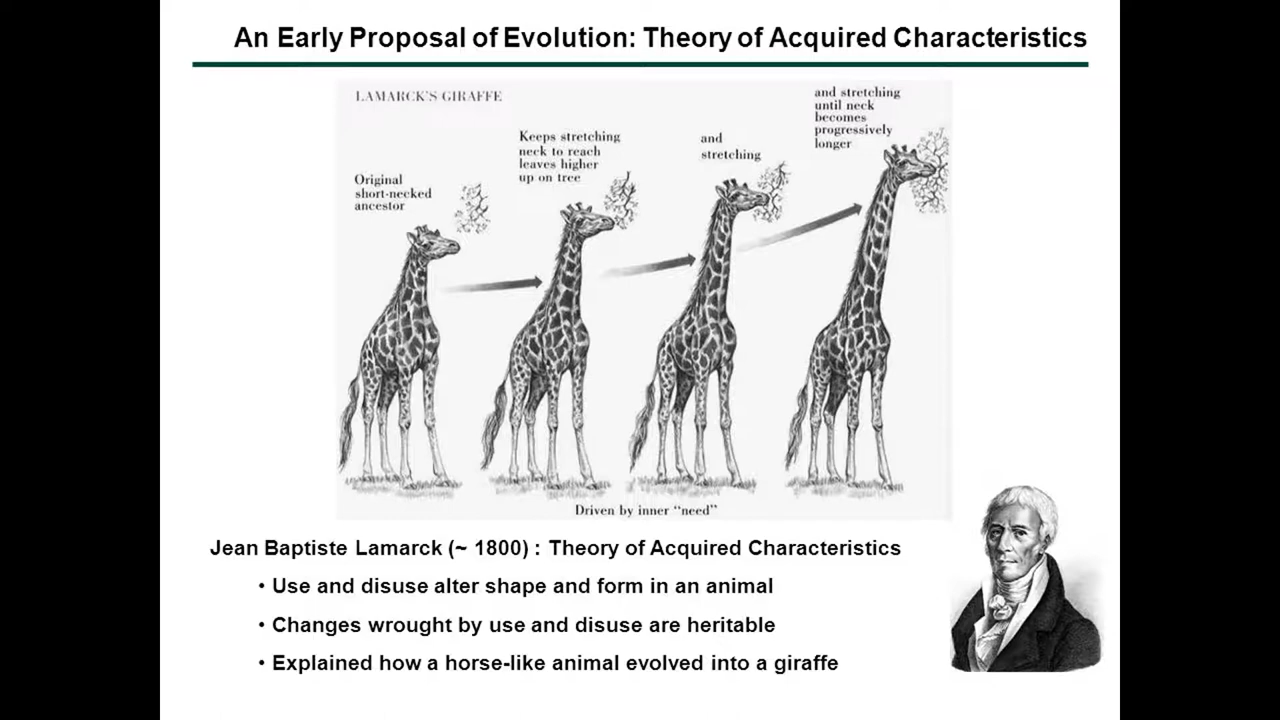 An Early Proposal of Evolution: Theory of Acquired Characteristics
LAMARCK'S GIRAFFE
Original
short-necked
ancestor
Keeps stretching
neck to reach
leaves higher
up on tree
and
stretching
and stretching
until neck
becomes
progressively
longer
Driven by inner "need"
Jean Baptiste Lamarck (~ 1800) : Theory of Acquired Characteristics
• Use and disuse alter shape and form in an animal
• Changes wrought by use and disuse are heritable
• Explained how a horse-like animal evolved into a giraffe